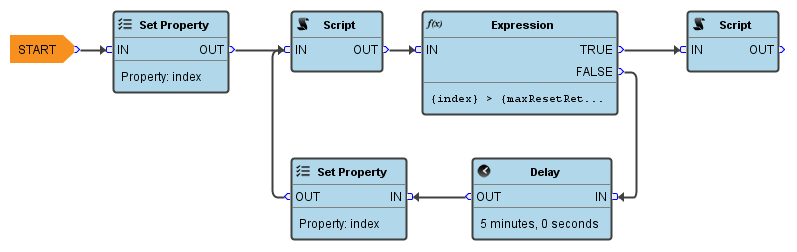 START
Set Property
IN OUT
Property: index
Script
IN OUT
f(x) Expression
IN TRUE
FALSE
{index} > {maxResetRet...
Script
IN OUT
Set Property
OUT IN
Property: index
Delay
OUT IN
5 minutes, 0 seconds